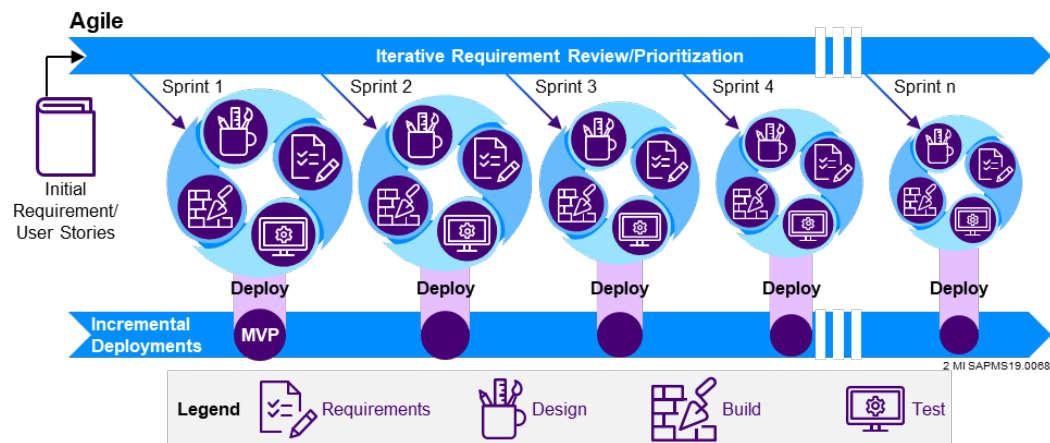 Agile
Iterative Requirement Review/Prioritization
Sprint 1
Sprint 2
Sprint 3
Sprint 4
Sprint n
Initial
Requirement/
User Stories
Deploy
Deploy
Deploy
Deploy
Deploy
Incremental
Deployments
MVP
2 MI SAPMS19.0068
Legend
Requirements
Design
Build
Test